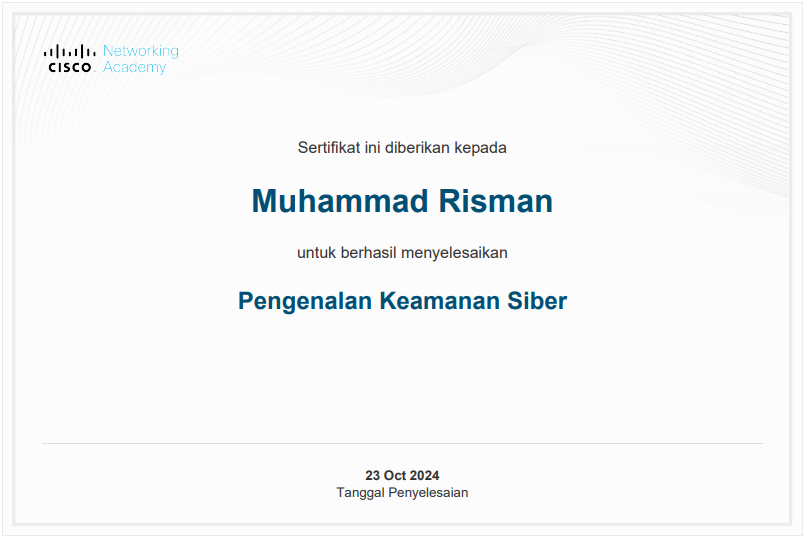 Networking
CISCO Academy
Sertifikat ini diberikan kepada
Muhammad Risman
untuk berhasil menyelesaikan
Pengenalan Keamanan Siber
23 Oct 2024
Tanggal Penyelesaian